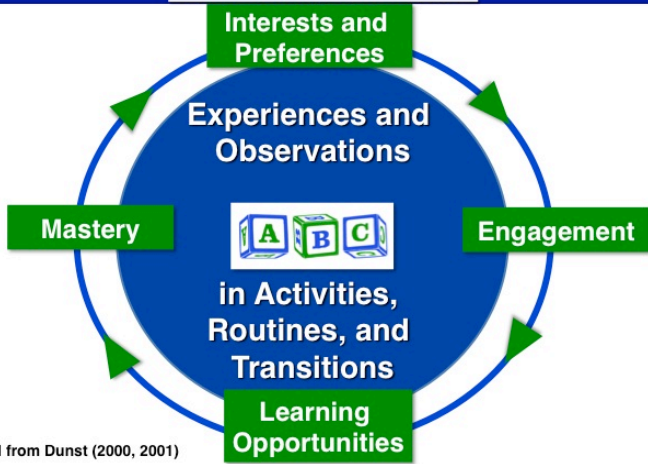 Interests and
Preferences
Experiences and
Observations
Mastery
A B C
Engagement
in Activities,
Routines, and
Transitions
Learning
Opportunities
from Dunst (2000, 2001)